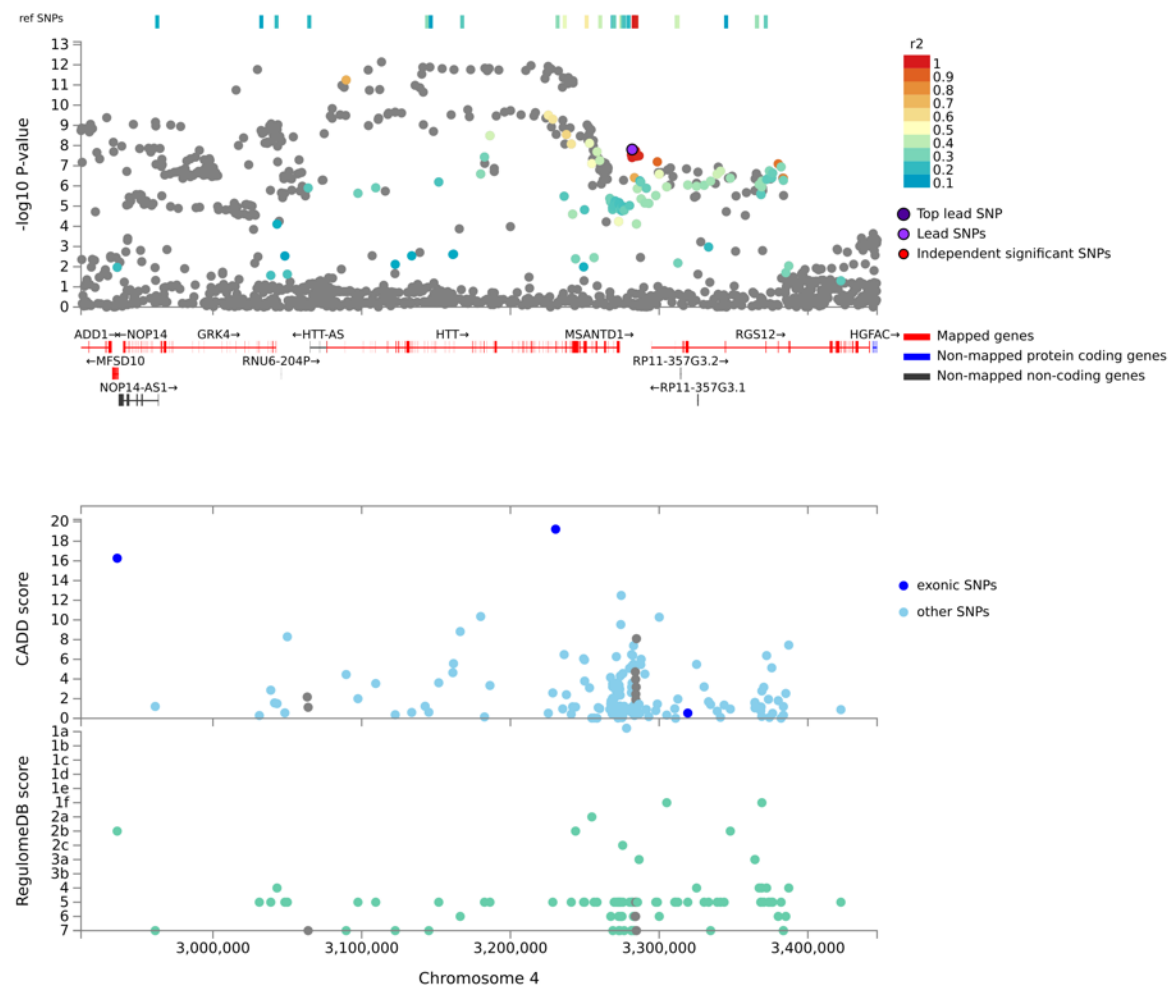 ref SNPs
13
12
11
10
9
8
7
6
5
4
3
2
1
0
-log10 P-value
r2
1
0.9
0.8
0.7
0.6
0.5
0.4
0.3
0.2
0.1
Top lead SNP
Lead SNPs
Independent significant SNPs
ADD1→ ←NOP14 GRK4→ ←HTT-AS HTT→ MSANTD1→ RGS12→ HGFAC→
←MFSD10 RNU6-204P→ RP11-357G3.2→
NOP14-AS1→ ←RP11-357G3.1
Mapped genes
Non-mapped protein coding genes
Non-mapped non-coding genes
20
18
16
14
12
10
8
6
4
2
0
CADD score
exonic SNPs
other SNPs
1a
1b
1c
1d
1e
1f
2a
2b
2c
3a
3b
4
5
6
7
RegulomeDB score
3,000,000 3,100,000 3,200,000 3,300,000 3,400,000
Chromosome 4